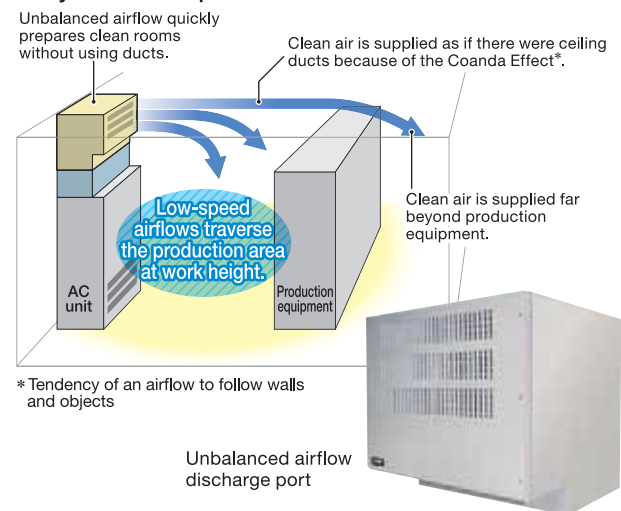 Unbalanced airflow quickly
prepares clean rooms
without using ducts.
Clean air is supplied as if there were ceiling
ducts because of the Coanda Effect*.
Clean air is supplied far
beyond production
equipment.
Low-speed
airflows traverse
the production area
at work height.
AC
unit
Production
equipment
* Tendency of an airflow to follow walls
and objects
Unbalanced airflow
discharge port